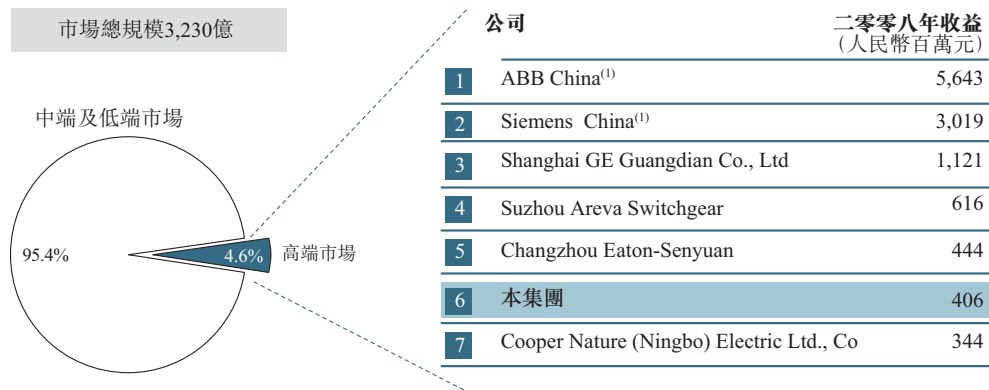 市場總規模3,230億
中端及低端市場
95.4%
4.6%
高端市場
公司 二零零八年收益
(人民幣百萬元)
1 ABB China(1) 5,643
2 Siemens China(1) 3,019
3 Shanghai GE Guangdian Co., Ltd 1,121
4 Suzhou Areva Switchgear 616
5 Changzhou Eaton-Senyuan 444
6 本集團 406
7 Cooper Nature (Ningbo) Electric Ltd., Co 344